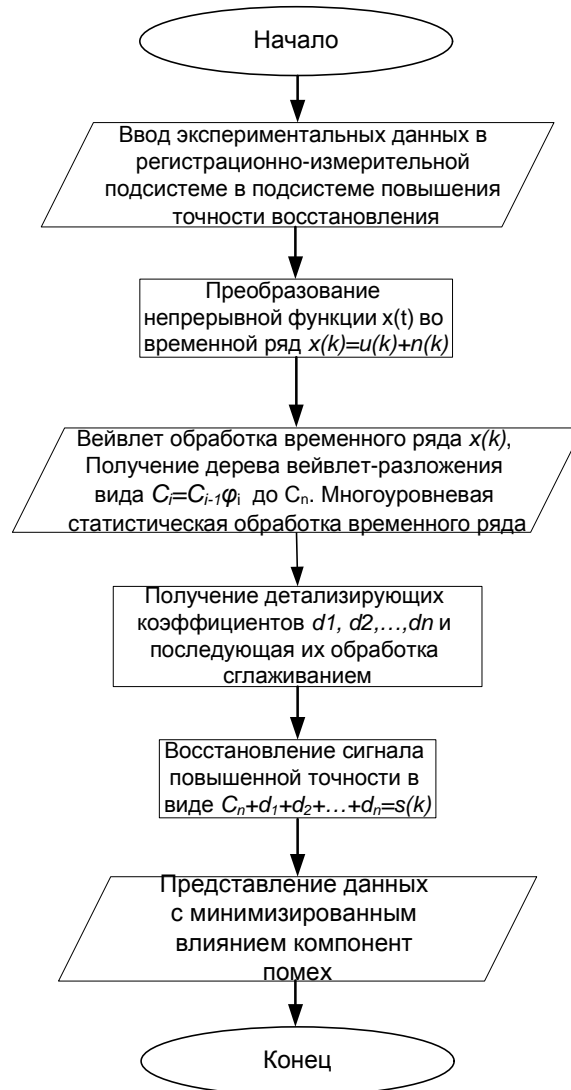 Начало
Ввод экспериментальных данных в
регистрационно-измерительной
подсистеме в подсистеме повышения
точности восстановления
Преобразование
непрерывной функции x(t) во
временной ряд x(k)=u(k)+n(k)
Вейвлет обработка временного ряда x(k),
Получение дерева вейвлет-разложения
вида Ci=Ci-1φi до Cn. Многоуровневая
статистическая обработка временного ряда
Получение детализирующих
коэффициентов d1, d2,…,dn и
последующая их обработка
сглаживанием
Восстановление сигнала
повышенной точности в
виде Cn+d1+d2+…+dn=s(k)
Представление данных
с минимизированным
влиянием компонент
помех
Конец